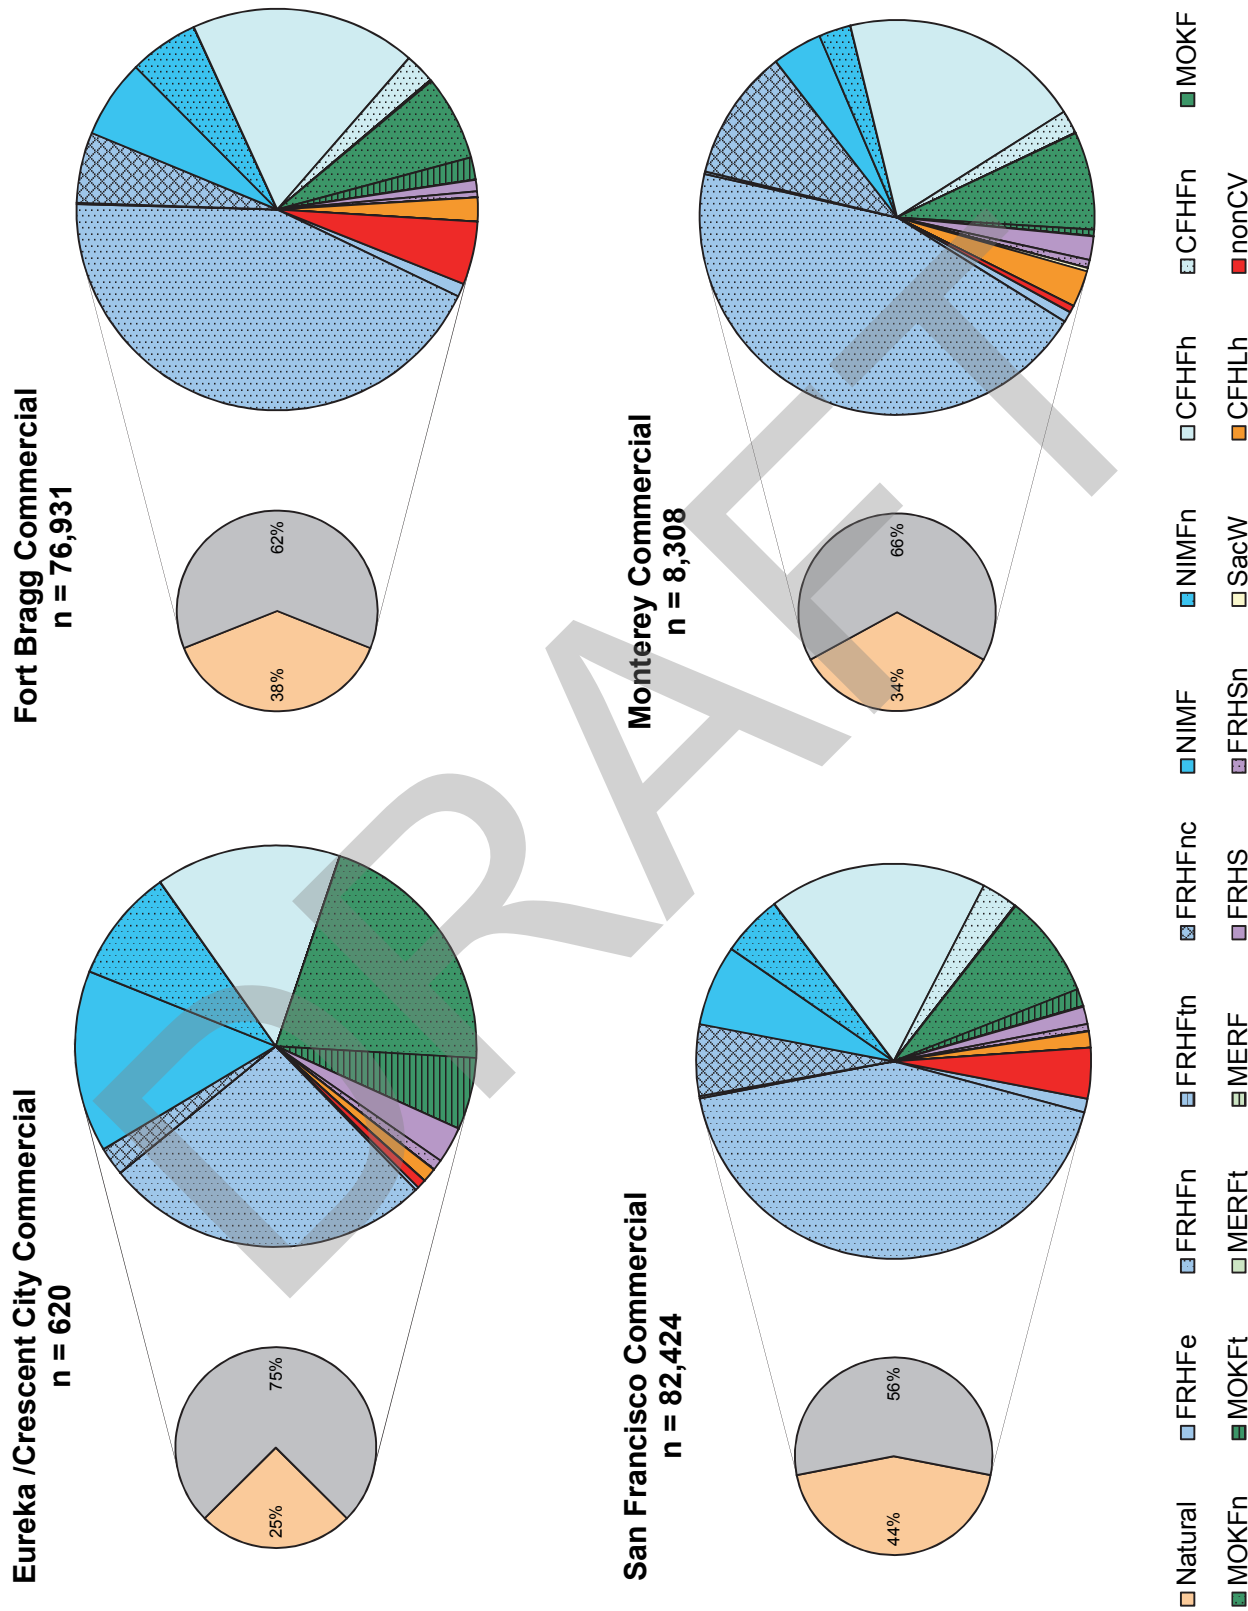 Eureka /Crescent City Commercial
n = 620
25%
75%
Fort Bragg Commercial
n = 76,931
38%
62%
San Francisco Commercial
n = 82,424
44%
56%
Monterey Commercial
n = 8,308
34%
66%
DRAFT
Natural FRHFe FRHFn FRHFtn FRHFnc NIMF NIMFn CFHFh CFHFn MOKF
MOKFn MOKFt MERFt MERF FRHS FRHSn SacW CFHLh nonCV